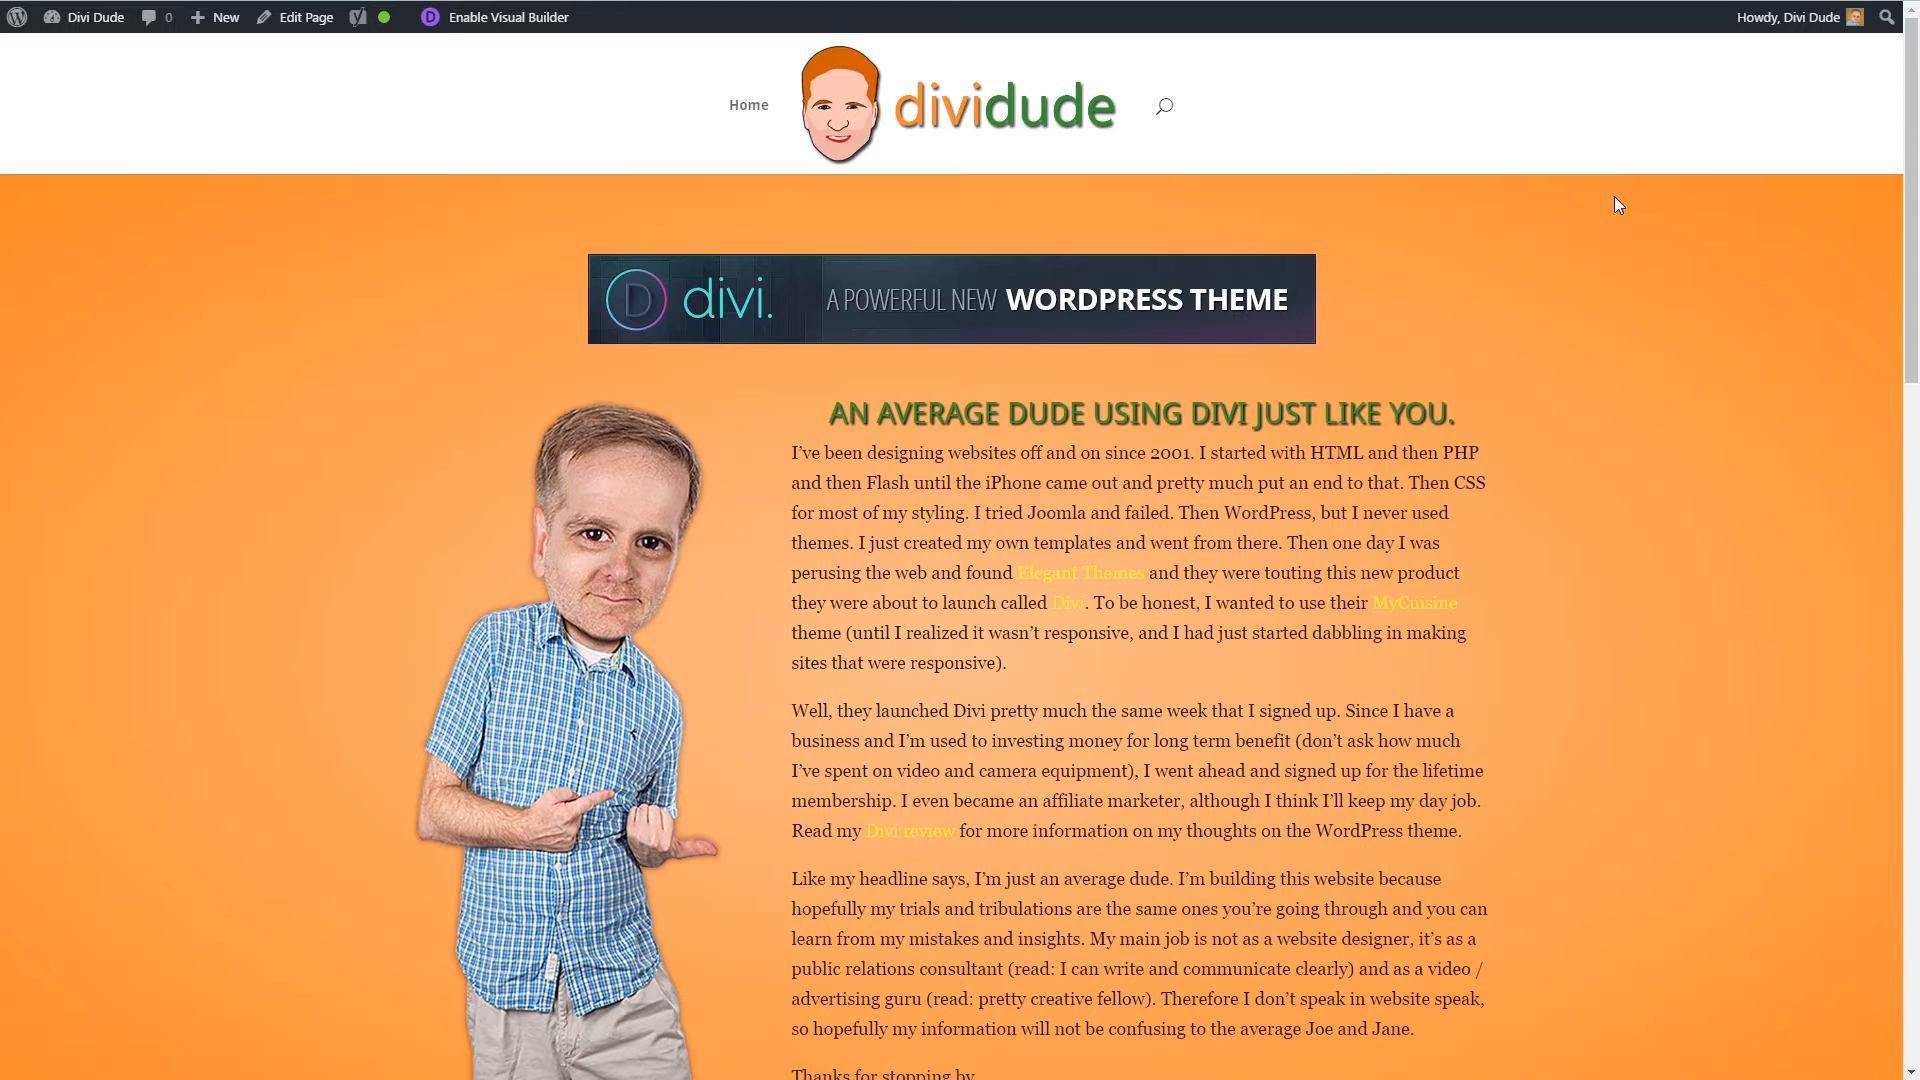 Divi Dude 0 New Edit Page Enable Visual Builder Howdy, Divi Dude
Home dividude
D divi. A POWERFUL NEW WORDPRESS THEME
AN AVERAGE DUDE USING DIVI JUST LIKE YOU.
I’ve been designing websites off and on since 2001. I started with HTML and then PHP
and then Flash until the iPhone came out and pretty much put an end to that. Then CSS
for most of my styling. I tried Joomla and failed. Then WordPress, but I never used
themes. I just created my own templates and went from there. Then one day I was
perusing the web and found Elegant Themes and they were touting this new product
they were about to launch called Divi. To be honest, I wanted to use their MyCuisine
theme (until I realized it wasn’t responsive, and I had just started dabbling in making
sites that were responsive).
Well, they launched Divi pretty much the same week that I signed up. Since I have a
business and I’m used to investing money for long term benefit (don’t ask how much
I’ve spent on video and camera equipment), I went ahead and signed up for the lifetime
membership. I even became an affiliate marketer, although I think I’ll keep my day job.
Read my Divi review for more information on my thoughts on the WordPress theme.
Like my headline says, I’m just an average dude. I’m building this website because
hopefully my trials and tribulations are the same ones you’re going through and you can
learn from my mistakes and insights. My main job is not as a website designer, it’s as a
public relations consultant (read: I can write and communicate clearly) and as a video /
advertising guru (read: pretty creative fellow). Therefore I don’t speak in website speak,
so hopefully my information will not be confusing to the average Joe and Jane.
Thanks for stopping by